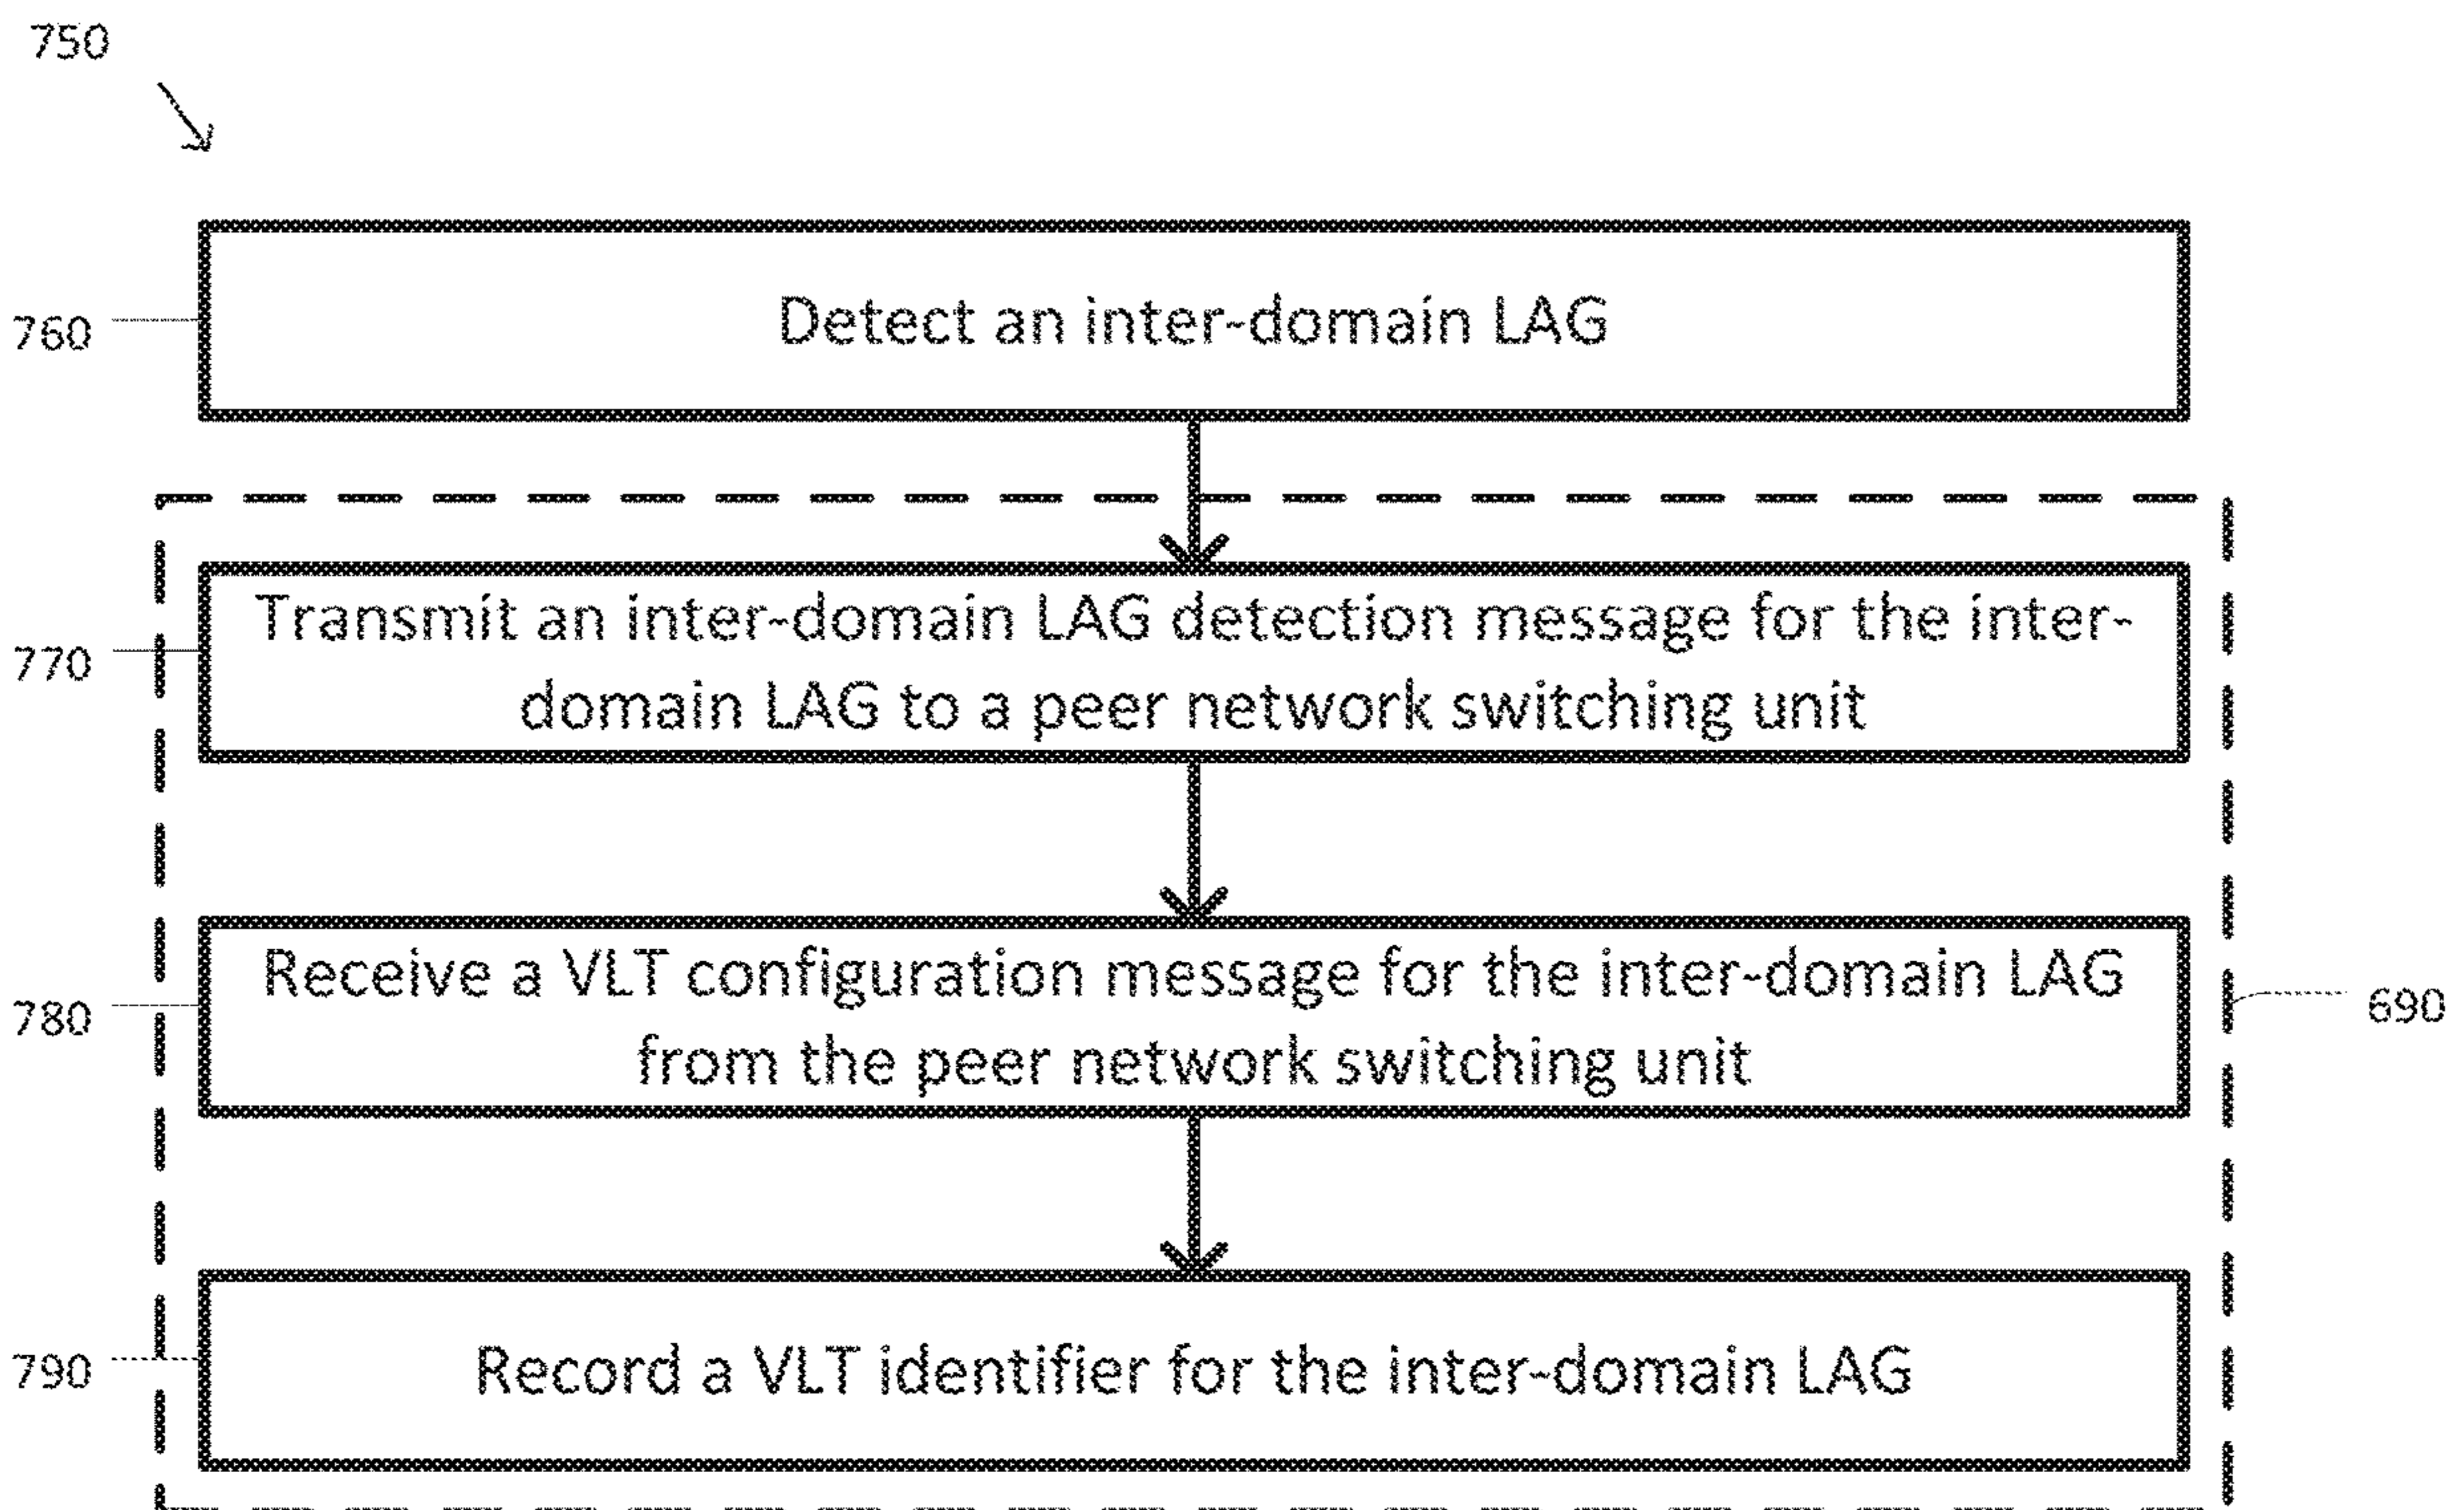 750
760
Detect an inter-domain LAG
770
Transmit an inter-domain LAG detection message for the inter-
domain LAG to a peer network switching unit
780
Receive a VLT configuration message for the inter-domain LAG
from the peer network switching unit
690
790
Record a VLT identifier for the inter-domain LAG